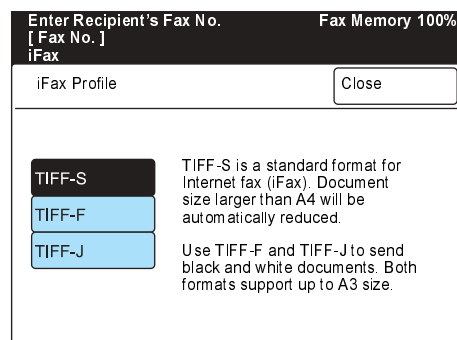 Enter Recipient's Fax No. Fax Memory 100%
[ Fax No. ]
iFax
iFax Profile Close
TIFF-S
TIFF-F
TIFF-J
TIFF-S is a standard format for
Internet fax (iFax). Document
size larger than A4 will be
automatically reduced.
Use TIFF-F and TIFF-J to send
black and white documents. Both
formats support up to A3 size.